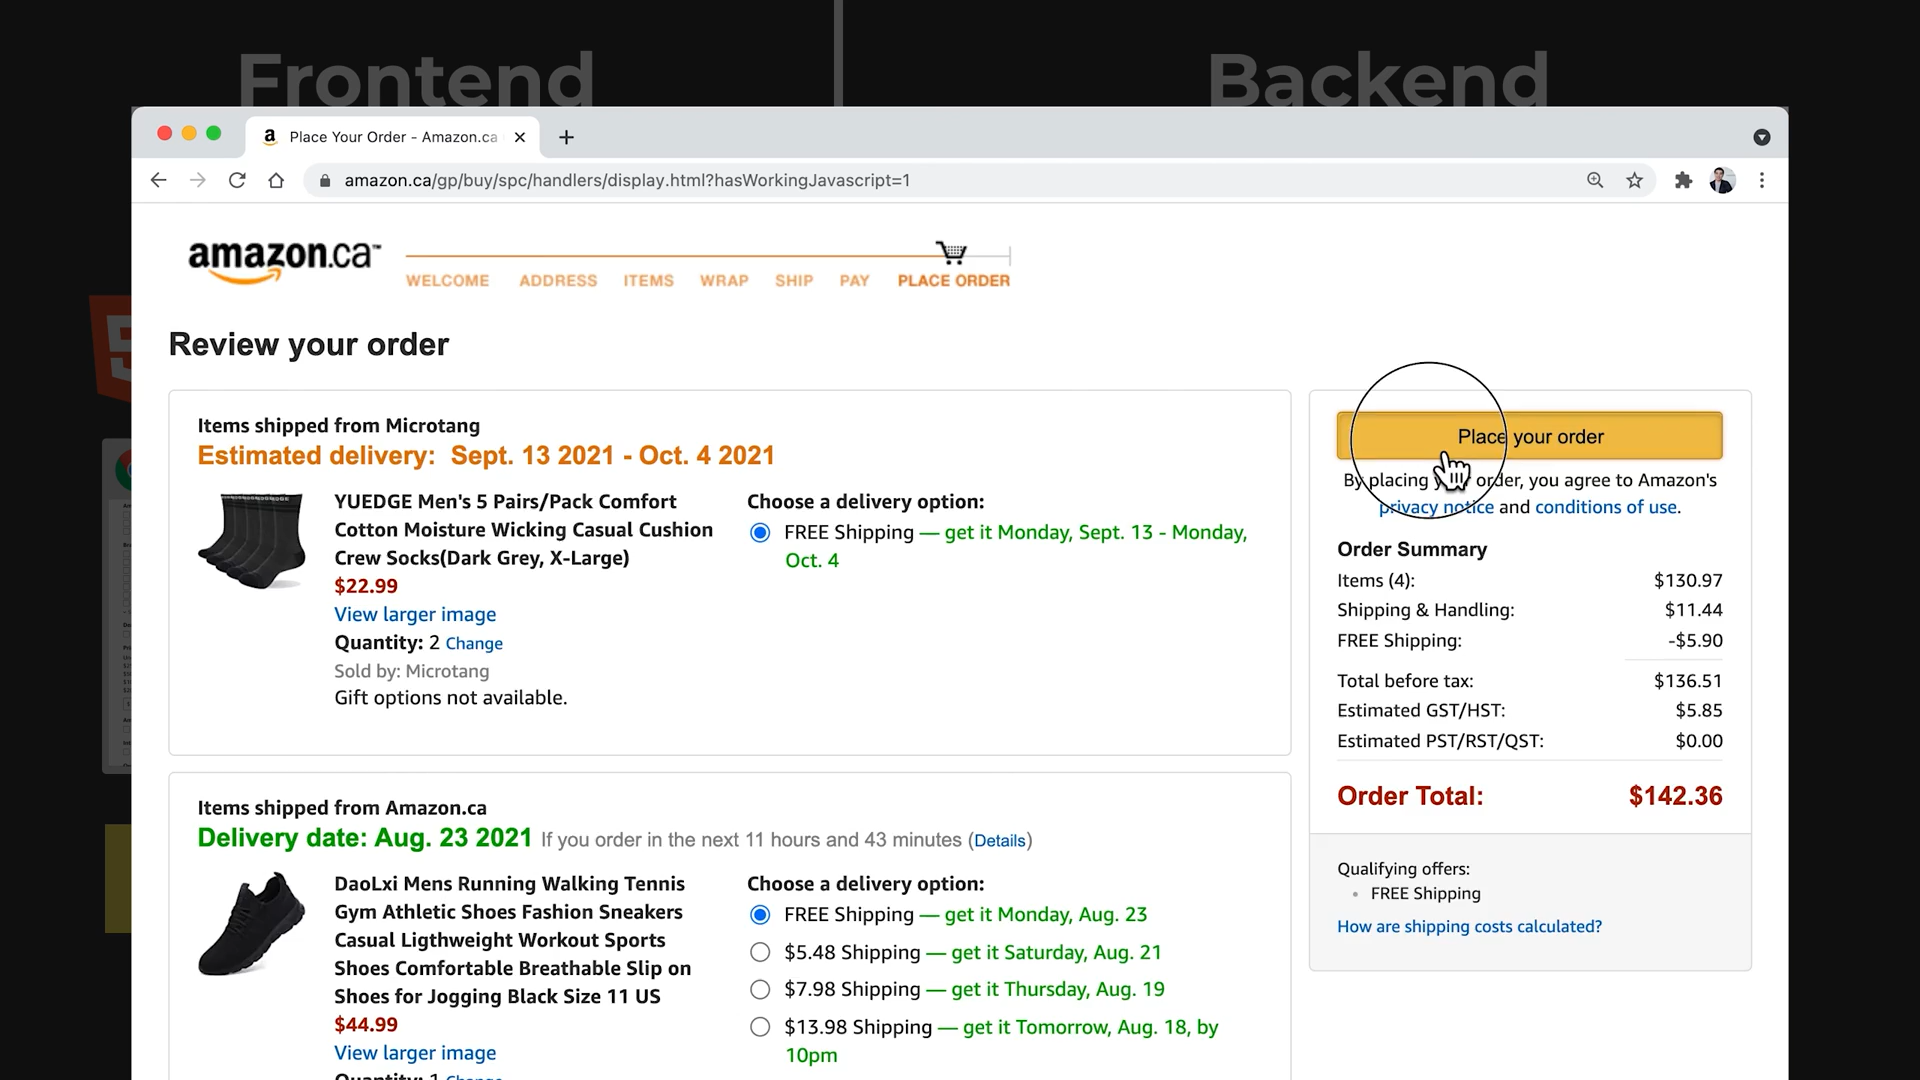 Frontend
Backend
Place Your Order - Amazon.ca
amazon.ca/gp/buy/spc/handlers/display.html?hasWorkingJavascript=1
amazon.ca™
WELCOME ADDRESS ITEMS WRAP SHIP PAY PLACE ORDER
Review your order
Items shipped from Microtang
Estimated delivery: Sept. 13 2021 - Oct. 4 2021
YUEDGE Men's 5 Pairs/Pack Comfort
Cotton Moisture Wicking Casual Cushion
Crew Socks(Dark Grey, X-Large)
$22.99
View larger image
Quantity: 2 Change
Sold by: Microtang
Gift options not available.
Choose a delivery option:
FREE Shipping — get it Monday, Sept. 13 - Monday,
Oct. 4
Items shipped from Amazon.ca
Delivery date: Aug. 23 2021 If you order in the next 11 hours and 43 minutes (Details)
DaoLxi Mens Running Walking Tennis
Gym Athletic Shoes Fashion Sneakers
Casual Ligthweight Workout Sports
Shoes Comfortable Breathable Slip on
Shoes for Jogging Black Size 11 US
$44.99
View larger image
Quantity: 1 Change
Choose a delivery option:
FREE Shipping — get it Monday, Aug. 23
$5.48 Shipping — get it Saturday, Aug. 21
$7.98 Shipping — get it Thursday, Aug. 19
$13.98 Shipping — get it Tomorrow, Aug. 18, by
10pm
Place your order
By placing your order, you agree to Amazon's
privacy notice and conditions of use.
Order Summary
Items (4): $130.97
Shipping & Handling: $11.44
FREE Shipping: -$5.90
Total before tax: $136.51
Estimated GST/HST: $5.85
Estimated PST/RST/QST: $0.00
Order Total: $142.36
Qualifying offers:
FREE Shipping
How are shipping costs calculated?